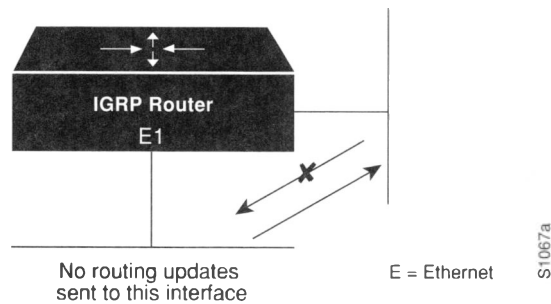 IGRP Router
E1
No routing updates
sent to this interface
E = Ethernet
S1067a